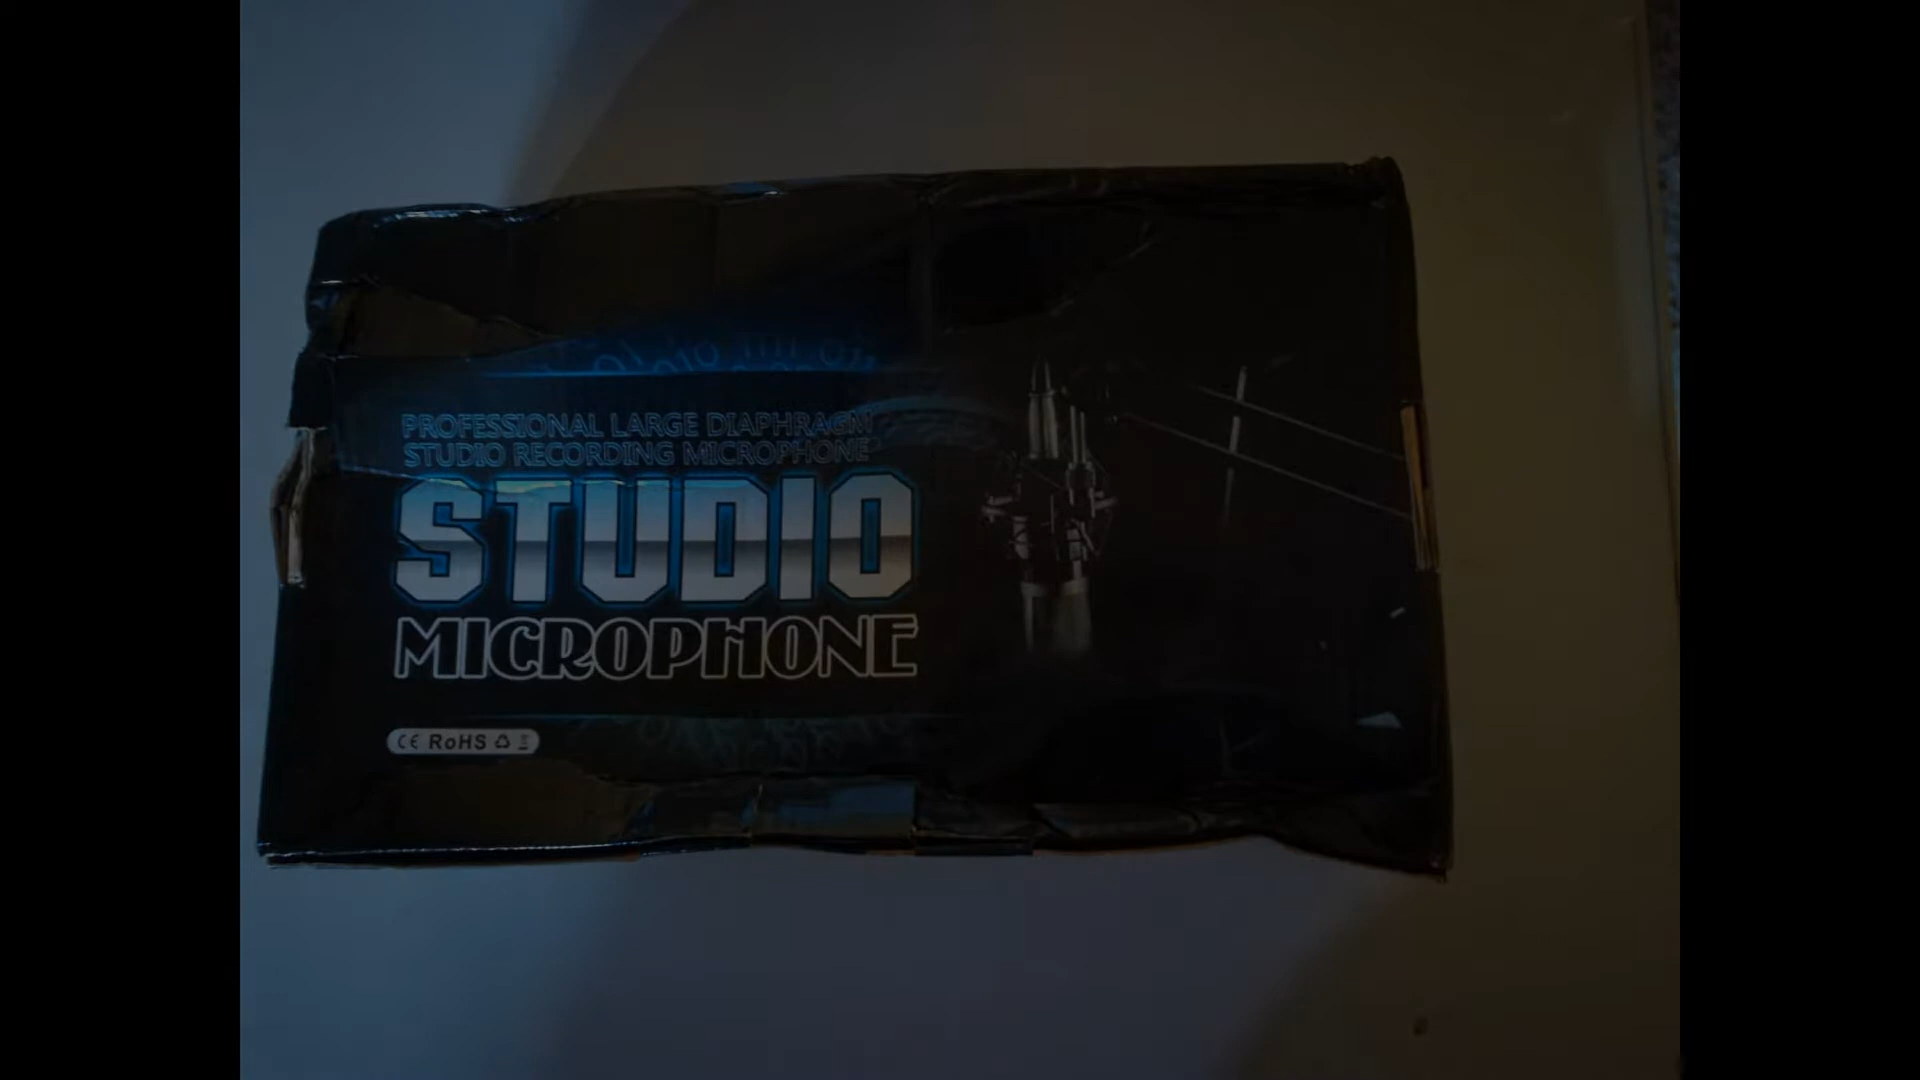 PROFESSIONAL LARGE DIAPHRAGM
STUDIO RECORDING MICROPHONE
STUDIO
MICROPHONE
CE RoHS